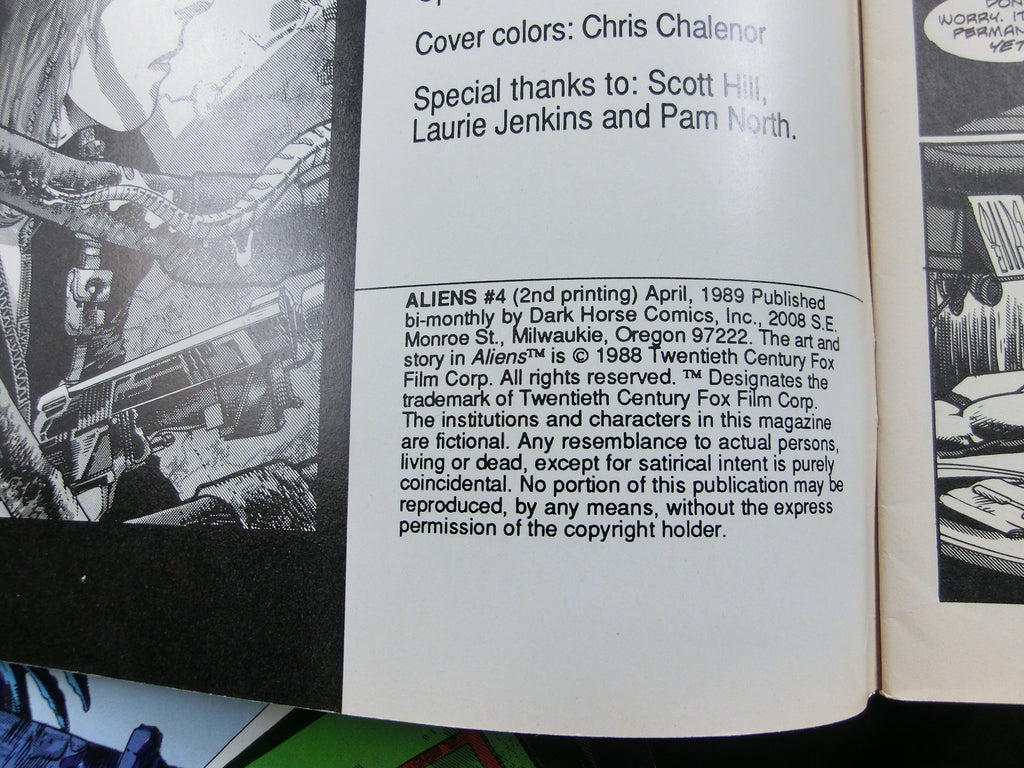 Cover colors: Chris Chalenor
Special thanks to: Scott Hill,
Laurie Jenkins and Pam North.
ALIENS #4 (2nd printing) April, 1989 Published
bi-monthly by Dark Horse Comics, Inc., 2008 S.E.
Monroe St., Milwaukie, Oregon 97222. The art and
story in Aliens™ is © 1988 Twentieth Century Fox
Film Corp. All rights reserved. ™ Designates the
trademark of Twentieth Century Fox Film Corp.
The institutions and characters in this magazine
are fictional. Any resemblance to actual persons,
living or dead, except for satirical intent is purely
coincidental. No portion of this publication may be
reproduced, by any means, without the express
permission of the copyright holder.
WORRY. IT
YET